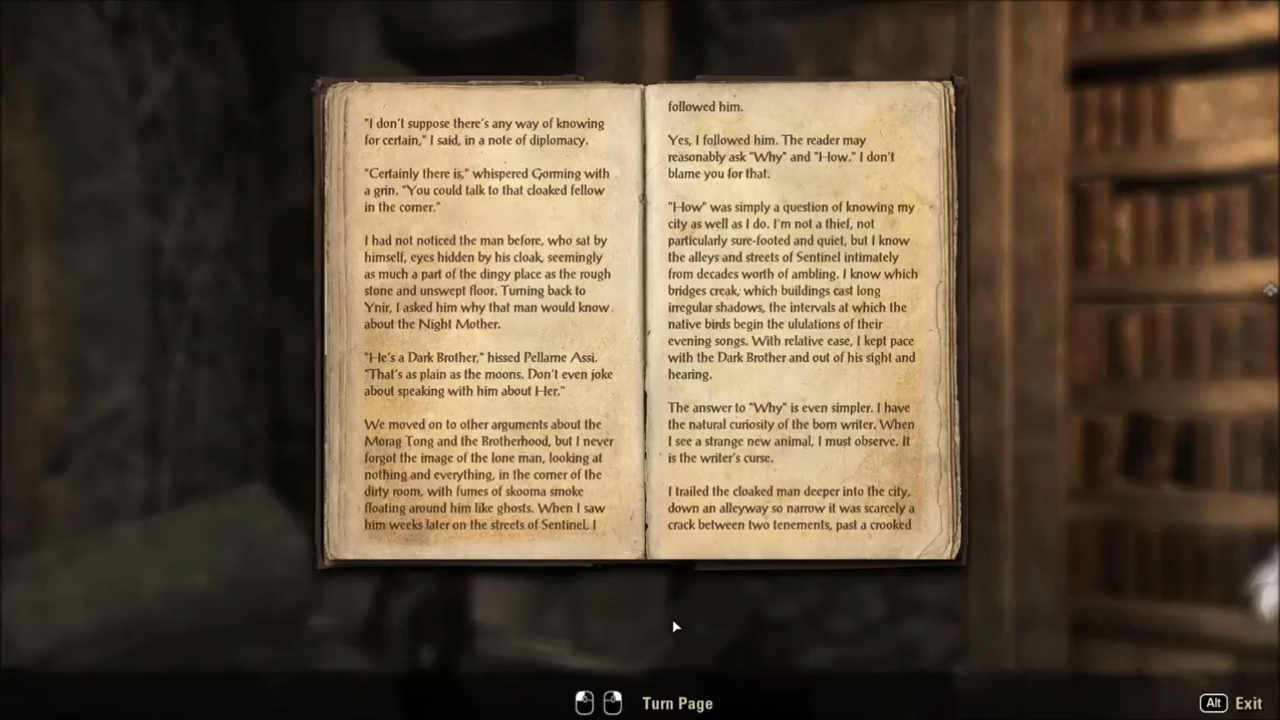 "I don't suppose there's any way of knowing
for certain," I said, in a note of diplomacy.
"Certainly there is," whispered Gorming with
a grin. "You could talk to that cloaked fellow
in the corner."
I had not noticed the man before, who sat by
himself, eyes hidden by his cloak, seemingly
as much a part of the dingy place as the rough
stone and unswept floor. Turning back to
Ynir, I asked him why that man would know
about the Night Mother.
"He's a Dark Brother," hissed Pellarne Assi.
"That's as plain as the moons. Don't even joke
about speaking with him about Her."
We moved on to other arguments about the
Morag Tong and the Brotherhood, but I never
forgot the image of the lone man, looking at
nothing and everything, in the corner of the
dirty room, with fumes of skooma smoke
floating around him like ghosts. When I saw
him weeks later on the streets of Sentinel, I
followed him.
Yes, I followed him. The reader may
reasonably ask "Why" and "How." I don't
blame you for that.
"How" was simply a question of knowing my
city as well as I do. I'm not a thief, not
particularly sure-footed and quiet, but I know
the alleys and streets of Sentinel intimately
from decades worth of ambling. I know which
bridges creak, which buildings cast long
irregular shadows, the intervals at which the
native birds begin the ululations of their
evening songs. With relative ease, I kept pace
with the Dark Brother and out of his sight and
hearing.
The answer to "Why" is even simpler. I have
the natural curiosity of the born writer. When
I see a strange new animal, I must observe. It
is the writer's curse.
I trailed the cloaked man deeper into the city,
down an alleyway so narrow it was scarcely a
crack between two tenements, past a crooked
Turn Page
Alt Exit